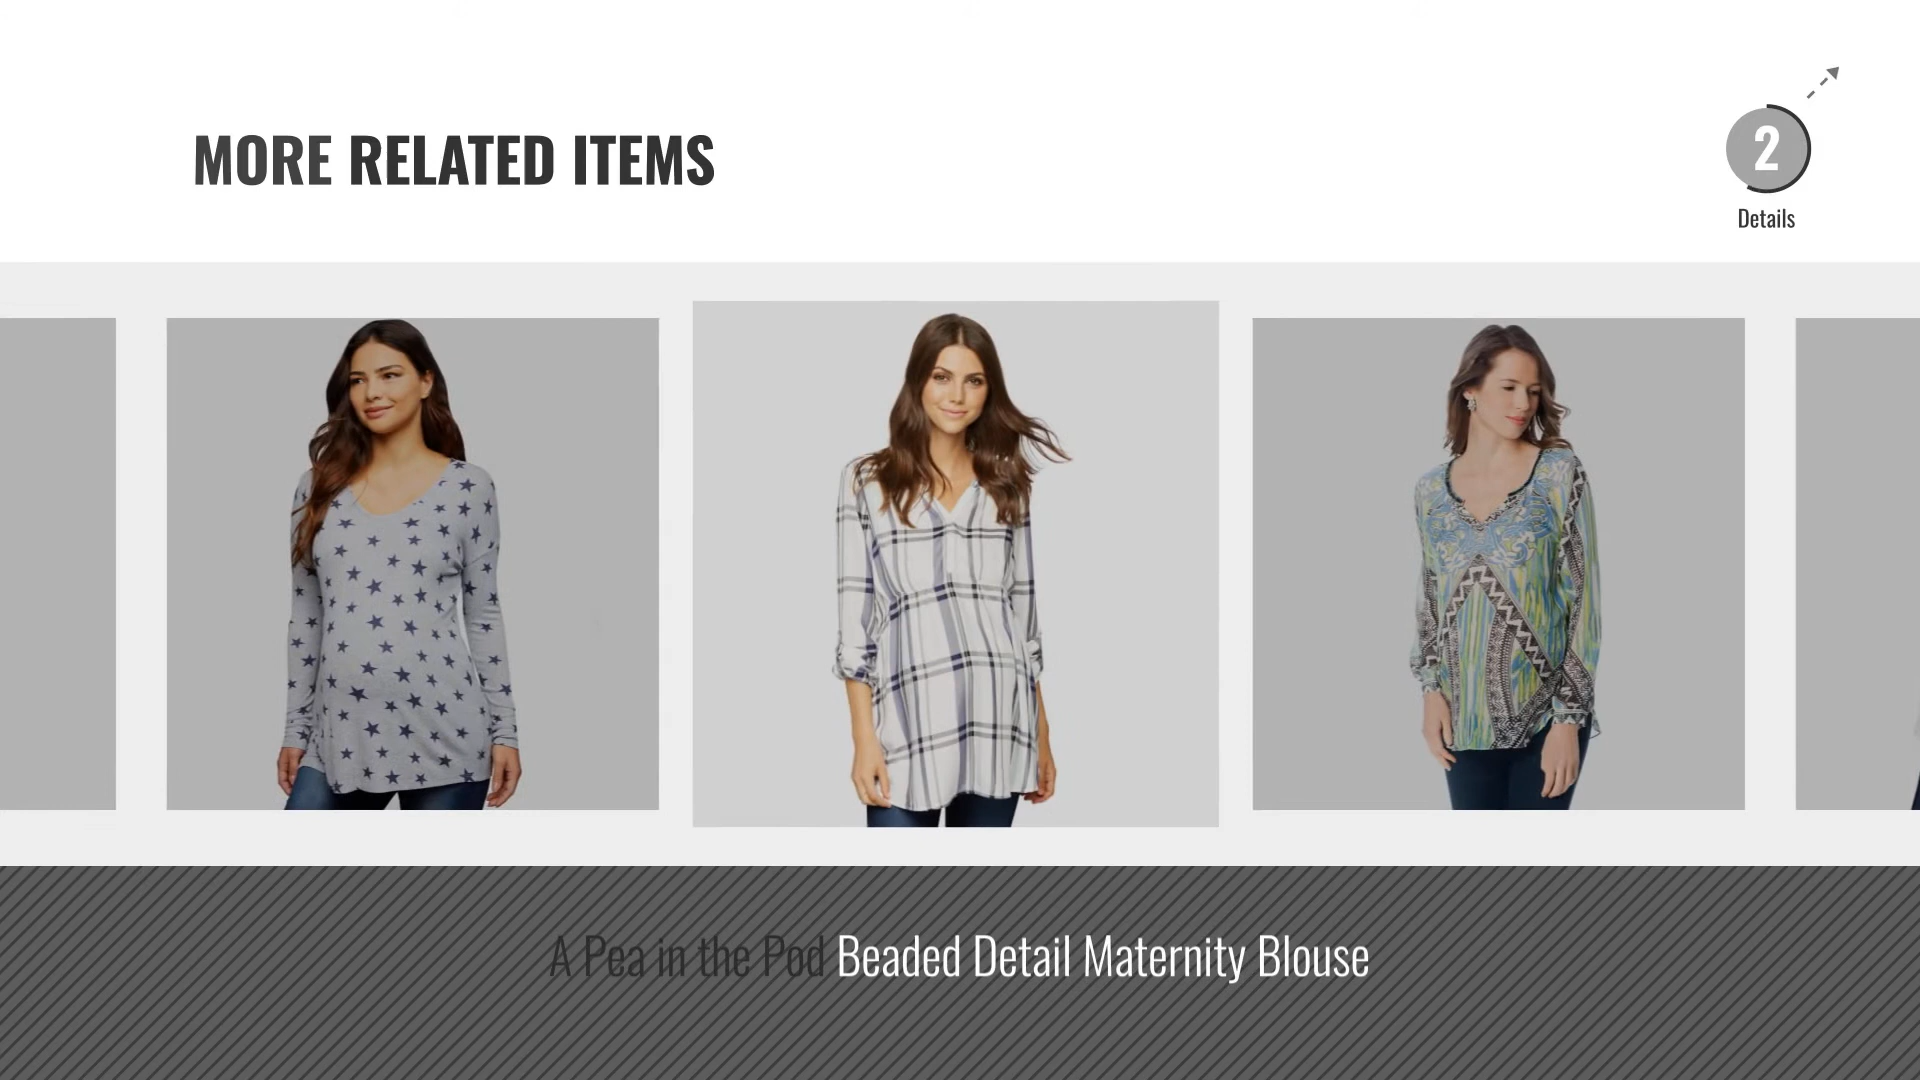 MORE RELATED ITEMS
2
Details
A Pea in the Pod Beaded Detail Maternity Blouse